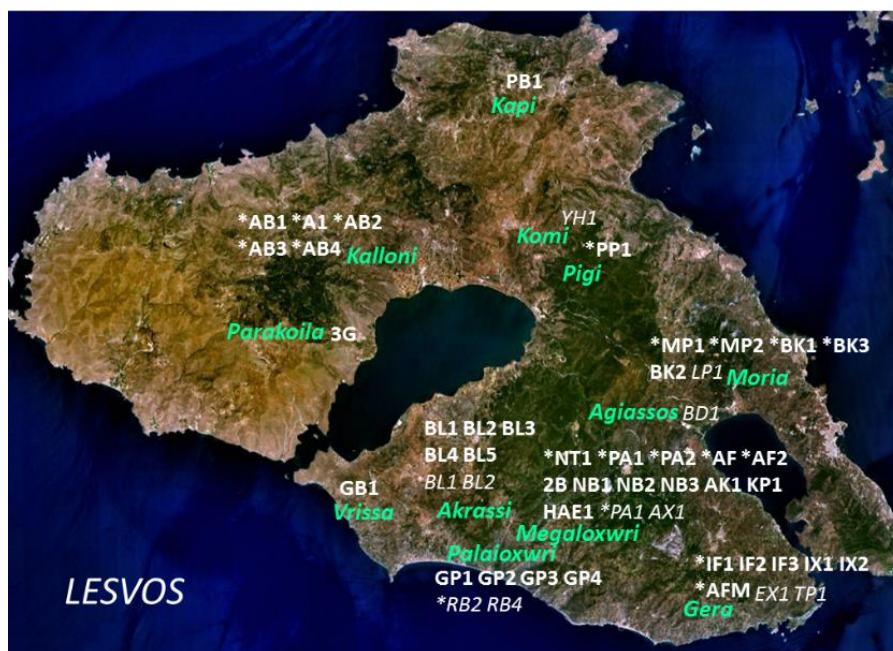 PB1
Kapi
*AB1 *A1 *AB2
*AB3 *AB4 Kalloni
YH1
Komi *PP1
Pigi
Parakoila 3G
*MP1 *MP2 *BK1 *BK3
BK2 LP1 Moria
Agiassos BD1
BL1 BL2 BL3
BL4 BL5
BL1 BL2
Akrassi
GB1
Vrissa
*NT1 *PA1 *PA2 *AF *AF2
2B NB1 NB2 NB3 AK1 KP1
HAE1 *PA1 AX1
Megaloxwri
Palaioxwri
GP1 GP2 GP3 GP4
*RB2 RB4
*IF1 IF2 IF3 IX1 IX2
*AFM EX1 TP1
Gera
LESVOS